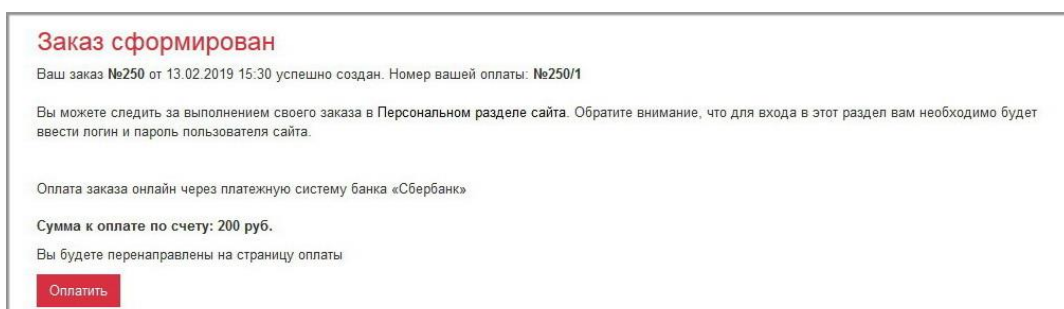 Заказ сформирован
Ваш заказ №250 от 13.02.2019 15:30 успешно создан. Номер вашей оплаты: №250/1
Вы можете следить за выполнением своего заказа в Персональном разделе сайта. Обратите внимание, что для входа в этот раздел вам необходимо будет
ввести логин и пароль пользователя сайта.
Оплата заказа онлайн через платежную систему банка «Сбербанк»
Сумма к оплате по счету: 200 руб.
Вы будете перенаправлены на страницу оплаты
Оплатить